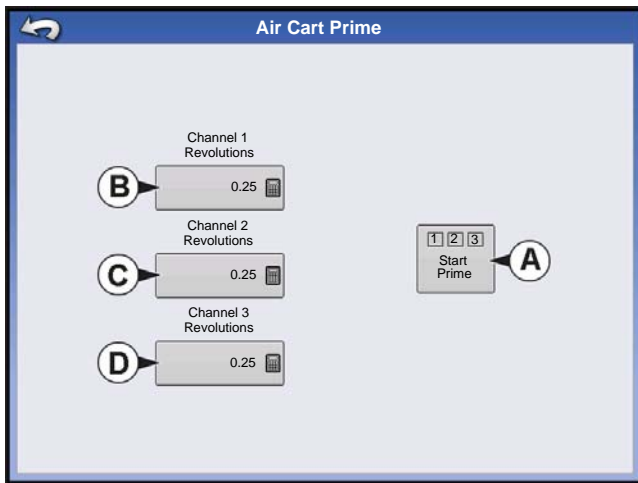 Air Cart Prime
Channel 1
Revolutions
B
0.25
Channel 2
Revolutions
C
0.25
1 2 3
Start
Prime
A
Channel 3
Revolutions
D
0.25